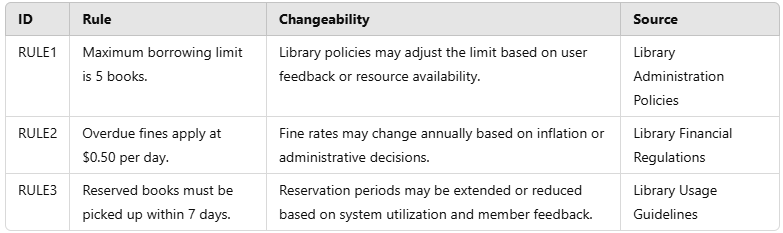 ID Rule Changeability Source
RULE1 Maximum borrowing limit Library policies may adjust the limit based on user Library
is 5 books. feedback or resource availability. Administration
Policies
RULE2 Overdue fines apply at Fine rates may change annually based on inflation or Library Financial
$0.50 per day. administrative decisions. Regulations
RULE3 Reserved books must be Reservation periods may be extended or reduced Library Usage
picked up within 7 days. based on system utilization and member feedback. Guidelines